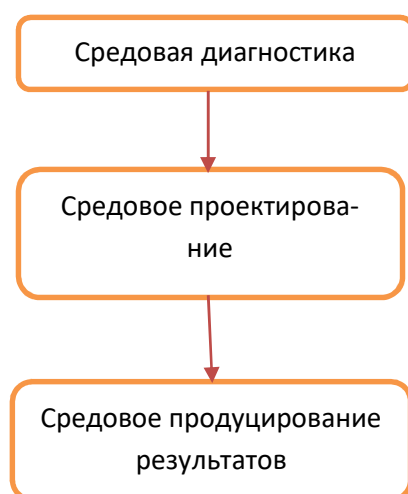 Средовая диагностика
Средовое проектирова-
ние
Средовое продуцирование
результатов